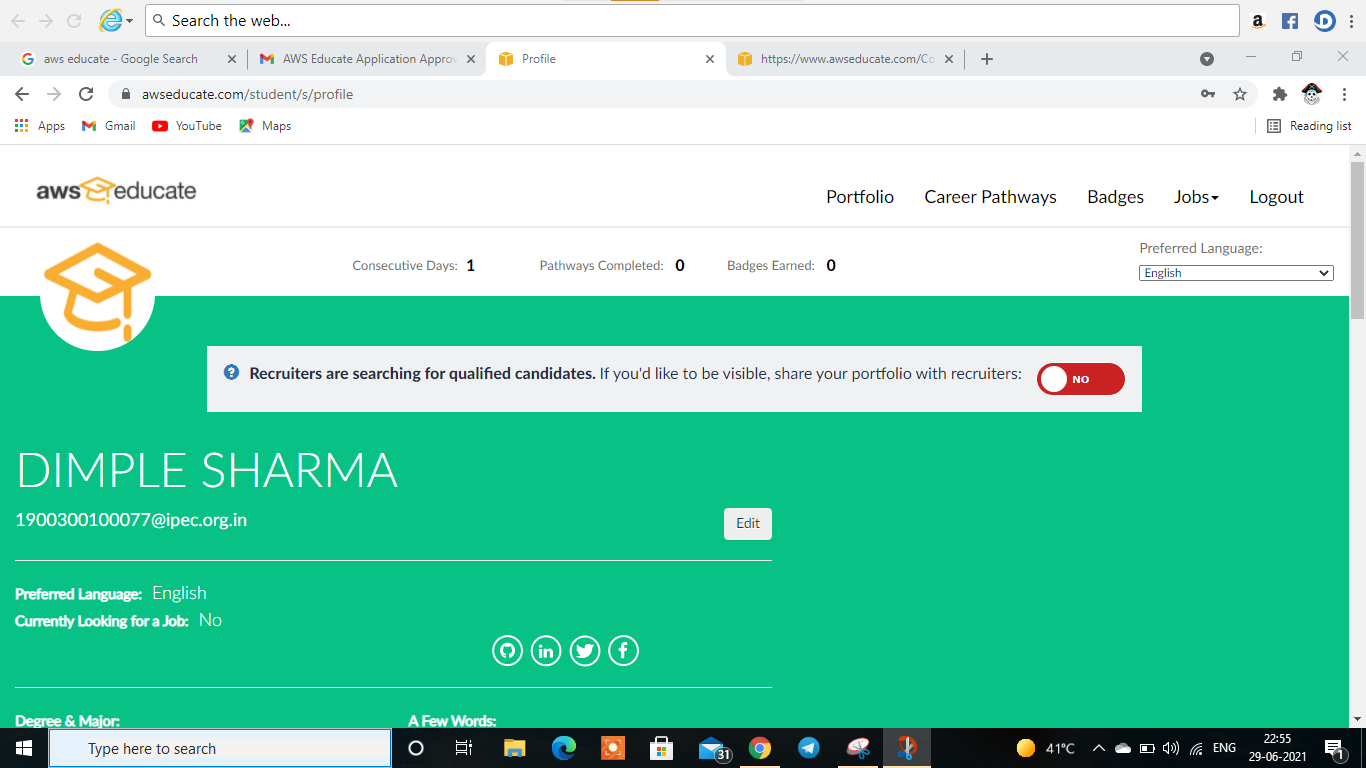 Search the web...
aws educate - Google Search
AWS Educate Application Approv
Profile
https://www.awseducate.com/Co
awseducate.com/student/s/profile
Apps
Gmail
YouTube
Maps
Reading list
aws educate
Portfolio
Career Pathways
Badges
Jobs
Logout
Consecutive Days: 1
Pathways Completed: 0
Badges Earned: 0
Preferred Language:
English
Recruiters are searching for qualified candidates. If you'd like to be visible, share your portfolio with recruiters:
NO
DIMPLE SHARMA
1900300100077@ipec.org.in
Edit
Preferred Language: English
Currently Looking for a Job: No
Degree & Major:
A Few Words:
Type here to search
31
41°C
ENG
22:55
29-06-2021
1